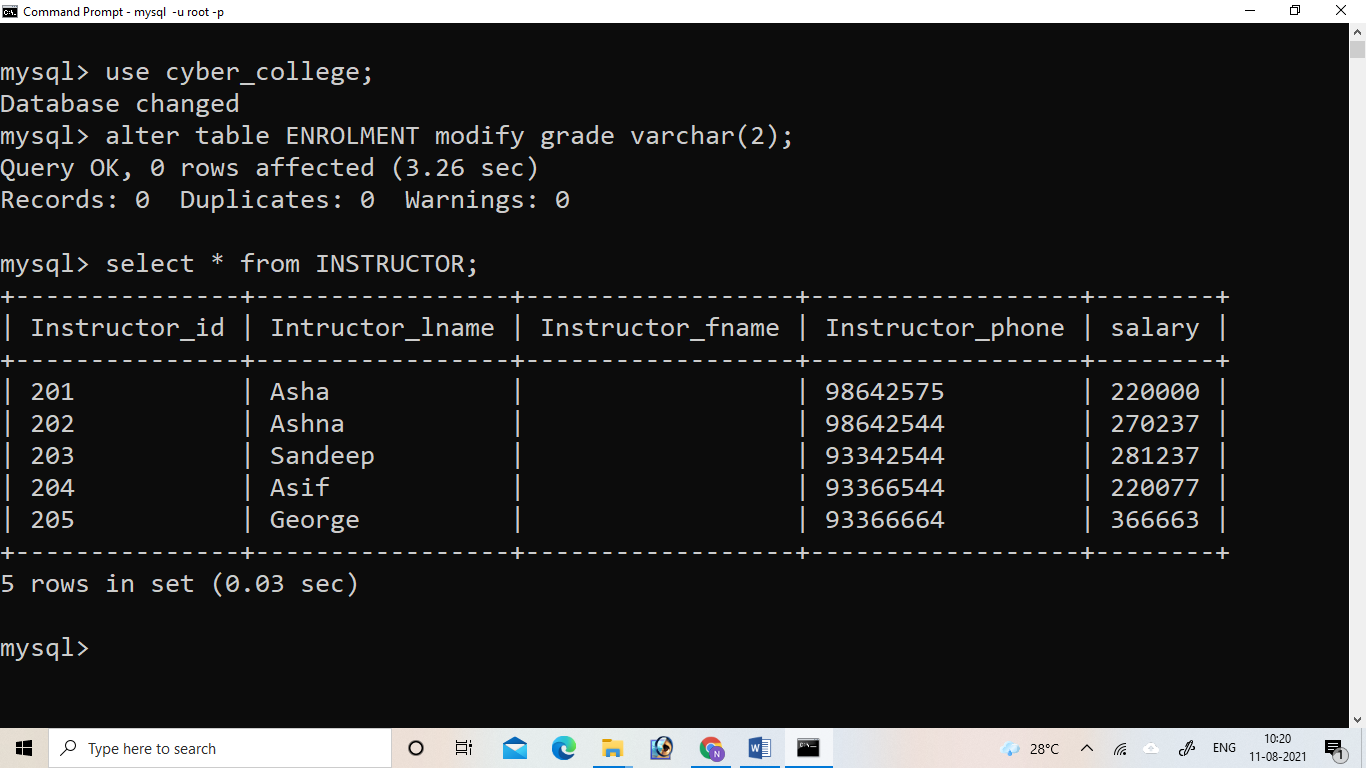 Command Prompt - mysql -u root -p
mysql> use cyber_college;
Database changed
mysql> alter table ENROLMENT modify grade varchar(2);
Query OK, 0 rows affected (3.26 sec)
Records: 0  Duplicates: 0  Warnings: 0
mysql> select * from INSTRUCTOR;
+---------------+-----------------+------------------+------------------+--------+
| Instructor_id | Intructor_lname | Instructor_fname | Instructor_phone | salary |
+---------------+-----------------+------------------+------------------+--------+
| 201           | Asha            |                  | 98642575         | 220000 |
| 202           | Ashna           |                  | 98642544         | 270237 |
| 203           | Sandeep         |                  | 93342544         | 281237 |
| 204           | Asif            |                  | 93366544         | 220077 |
| 205           | George          |                  | 93366664         | 366663 |
+---------------+-----------------+------------------+------------------+--------+
5 rows in set (0.03 sec)
mysql>
Type here to search
28°C
ENG
10:20
11-08-2021
1